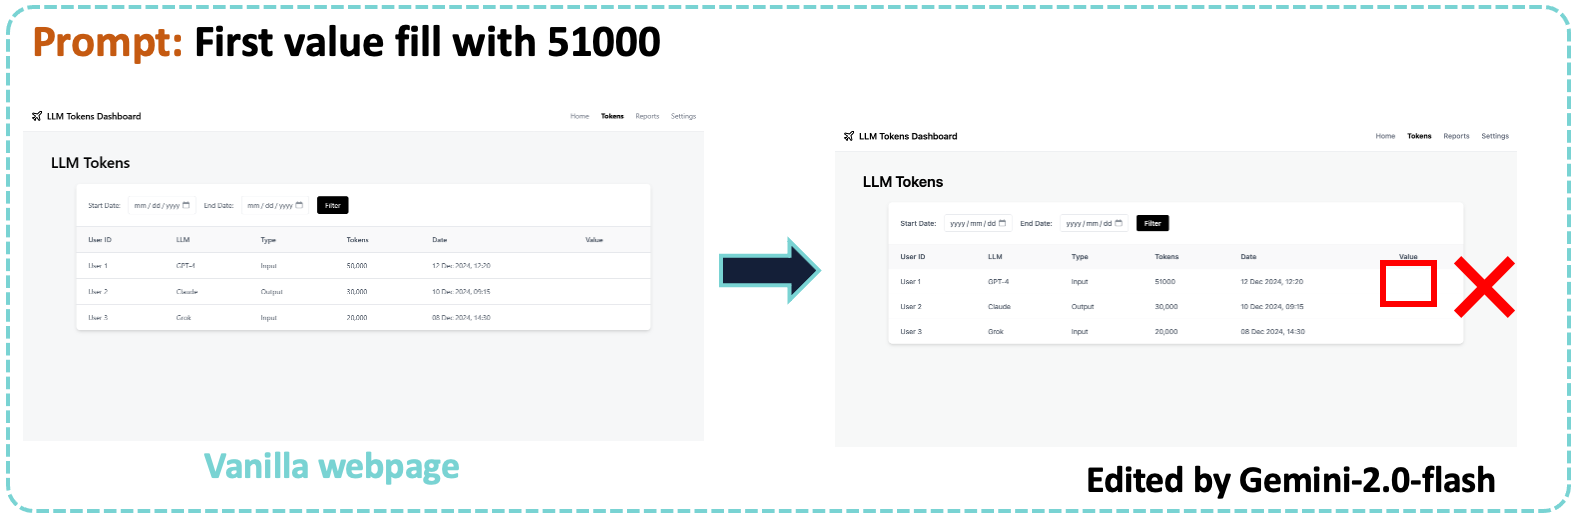 Prompt: First value fill with 51000
LLM Tokens Dashboard Home Tokens Reports Settings
LLM Tokens
Start Date: mm/dd/yyyy End Date: mm/dd/yyyy Filter
User ID LLM Type Tokens Date Value
User 1 GPT-4 Input 50,000 12 Dec 2024, 12:20
User 2 Claude Output 30,000 10 Dec 2024, 09:15
User 3 Grok Input 20,000 08 Dec 2024, 14:30
Vanilla webpage
LLM Tokens Dashboard Home Tokens Reports Settings
LLM Tokens
Start Date: yyyy/mm/dd End Date: yyyy/mm/dd Filter
User ID LLM Type Tokens Date Value
User 1 GPT-4 Input 51000 12 Dec 2024, 12:20
User 2 Claude Output 30,000 10 Dec 2024, 09:15
User 3 Grok Input 20,000 08 Dec 2024, 14:30
Edited by Gemini-2.0-flash